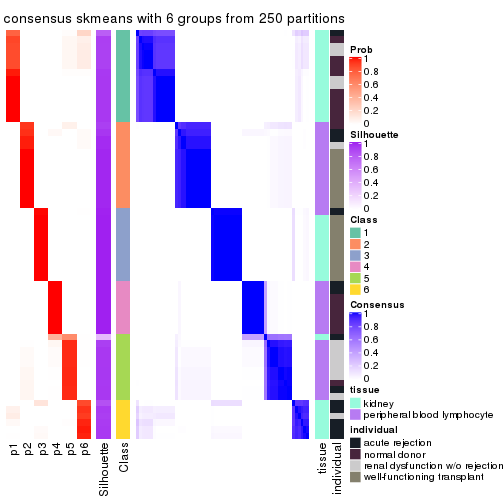 consensus skmeans with 6 groups from 250 partitions
Prob
1
0.8
0.6
0.4
0.2
0
Silhouette
1
0.8
0.6
0.4
0.2
0
Class
1
2
3
4
5
6
Consensus
1
0.8
0.6
0.4
0.2
0
tissue
kidney
peripheral blood lymphocyte
individual
acute rejection
normal donor
renal dysfunction w/o rejection
well-functioning transplant
p1
p2
p3
p4
p5
p6
Silhouette
Class
tissue
individual